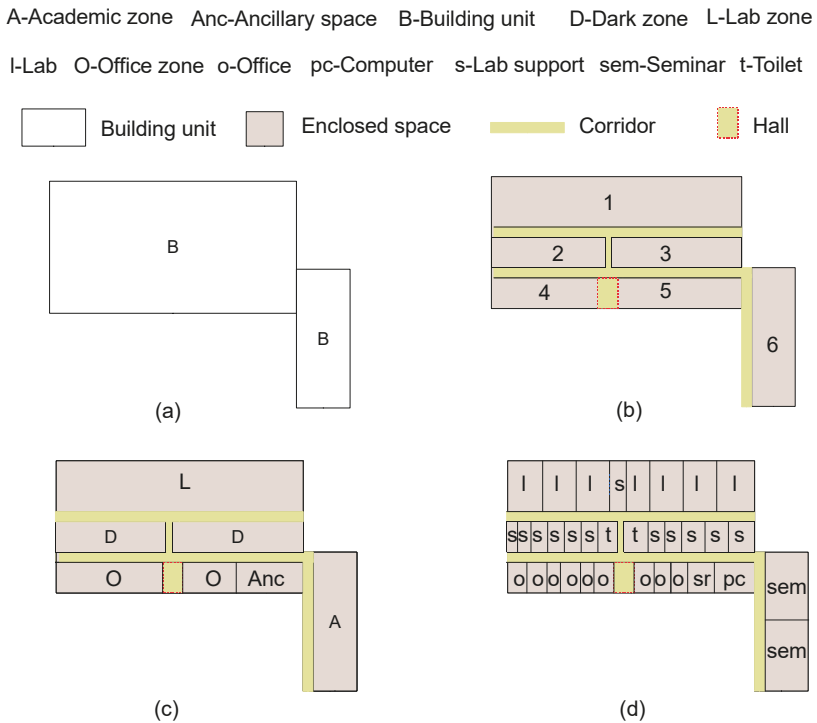 A-Academic zone Anc-Ancillary space B-Building unit D-Dark zone L-Lab zone
l-Lab O-Office zone o-Office pc-Computer s-Lab support sem-Seminar t-Toilet
Building unit Enclosed space Corridor Hall
B
B
(a)
1
2 3
4 5
6
(b)
L
D D
O O Anc
A
(c)
l l l s l l l l
s s s s s s s t t s s s s s
o o o o o o o o o sr pc
sem
sem
(d)